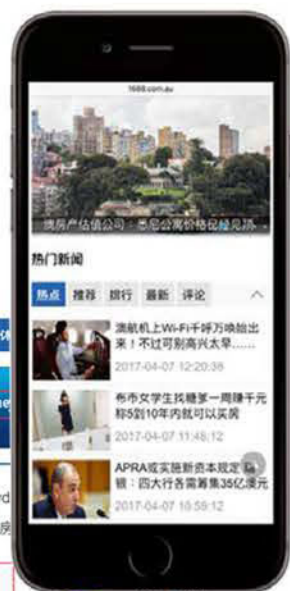 1688.com.au
澳房产估值公司：悉尼公寓价格已经见顶
热门新闻
热点 推荐 排行 最新 评论
澳航机上Wi-Fi千呼万唤始出
来！不过可别高兴太早……
2017-04-07 12:20:38
布市女学生找糖爹一周赚千元
称5到10年内就可以买房
2017-04-07 11:46:12
APRA或实施新资本规定
银：四大行各需筹集35亿澳元
2017-04-07 10:56:12
房